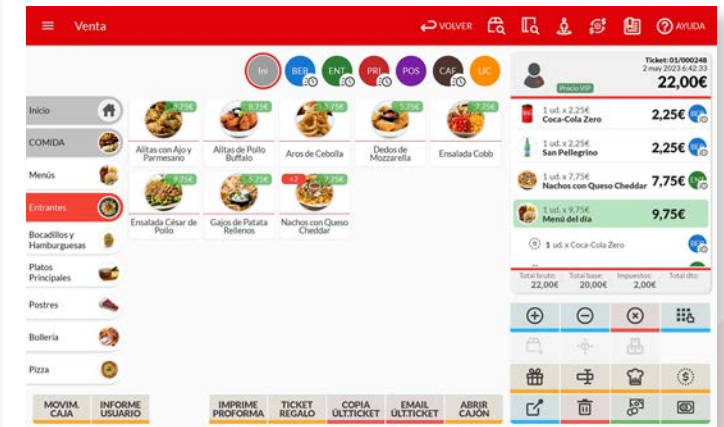 Venta
VOLVER
AYUDA
Ini
BEB
ENT
PRI
POS
CAF
LIC
Ticket: 01/000248
2 may 2023 6:42:33
Precio VIP
22,00€
Inicio
COMIDA
Menús
Entrantes
Bocadillos y
Hamburguesas
Platos
Principales
Postres
Bollería
Pizza
8,75€
8,75€
5,75€
5,75€
7,75€
Alitas con Ajo y
Parmesano
Alitas de Pollo
Buffalo
Aros de Cebolla
Dedos de
Mozzarella
Ensalada Cobb
9,75€
5,75€
+2
7,75€
Ensalada César de
Pollo
Gajos de Patata
Rellenos
Nachos con Queso
Cheddar
1 ud. x 2,25€
Coca-Cola Zero
2,25€
BEB
1 ud. x 2,25€
San Pellegrino
2,25€
BEB
1 ud. x 7,75€
Nachos con Queso Cheddar
7,75€
ENT
1 ud. x 9,75€
Menú del día
9,75€
1 ud. x Coca-Cola Zero
BEB
Total bruto:
22,00€
Total base:
20,00€
Impuestos:
2,00€
Total dto:
MOVIM.
CAJA
INFORME
USUARIO
IMPRIME
PROFORMA
TICKET
REGALO
COPIA
ÚLT.TICKET
EMAIL
ÚLT.TICKET
ABRIR
CAJÓN